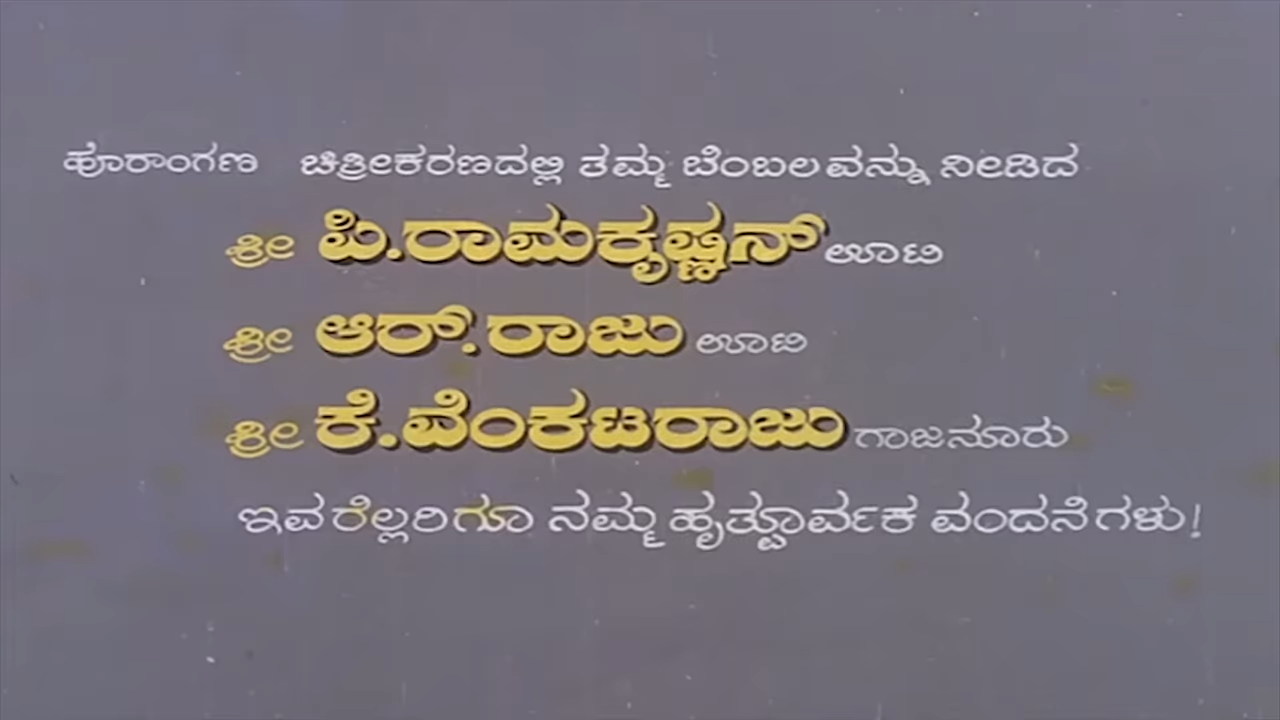 ಹೊರಾಂಗಣ ಚಿತ್ರೀಕರಣದಲ್ಲಿ ತಮ್ಮ ಬೆಂಬಲವನ್ನು ನೀಡಿದ
ಶ್ರೀ ಪಿ.ರಾಮಕೃಷ್ಣನ್ ಊಟಿ
ಶ್ರೀ ಆರ್.ರಾಜು ಊಟಿ
ಶ್ರೀ ಕೆ.ವೆಂಕಟರಾಜು ಗಾಜನೂರು
ಇವರೆಲ್ಲರಿಗೂ ನಮ್ಮ ಹೃತ್ಪೂರ್ವಕ ವಂದನೆಗಳು!